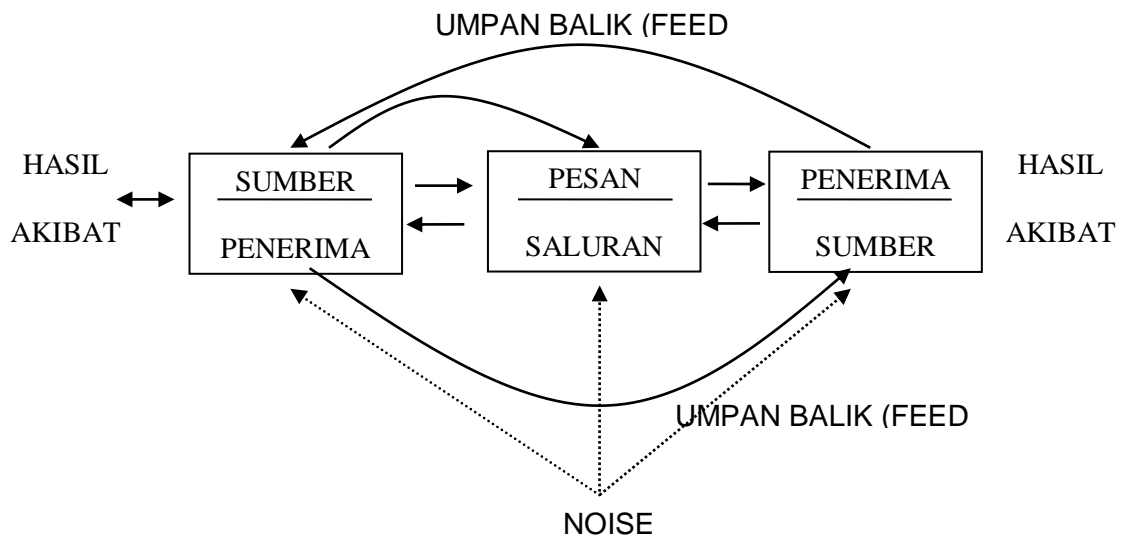 UMPAN BALIK (FEED
HASIL
AKIBAT
SUMBER
PENERIMA
PESAN
SALURAN
PENERIMA
SUMBER
HASIL
AKIBAT
UMPAN BALIK (FEED
NOISE